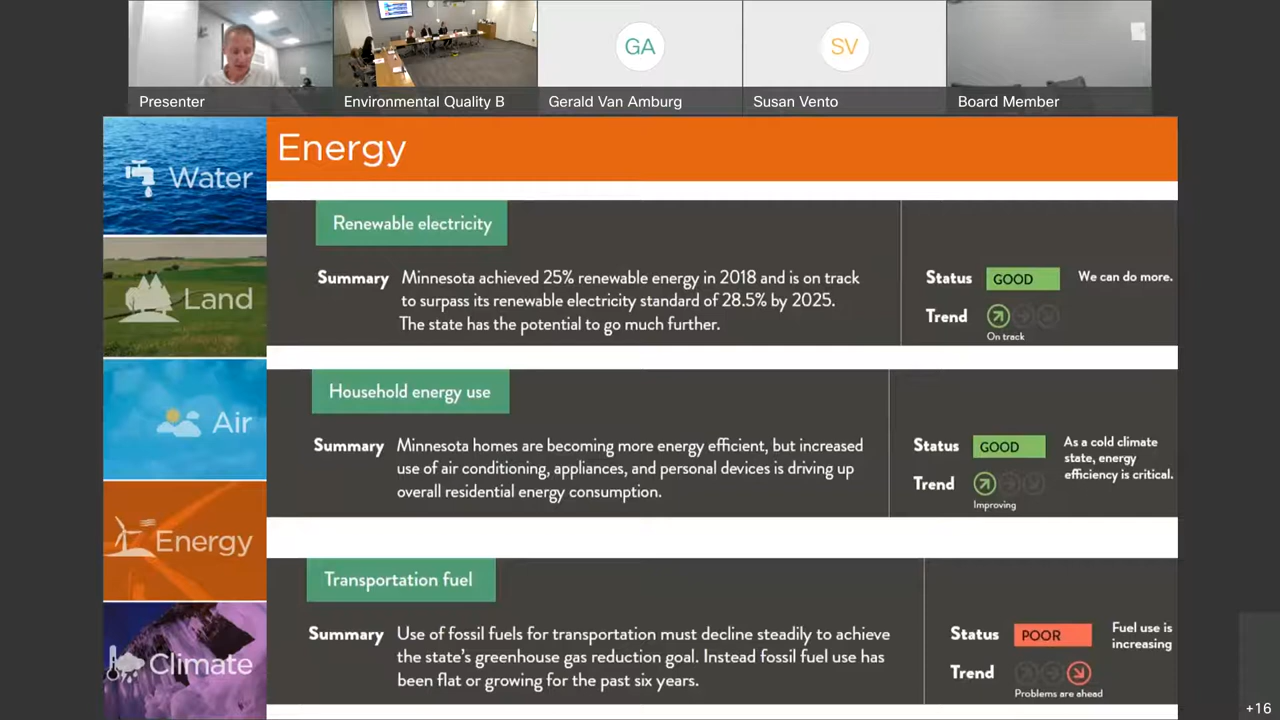 GA
SV
Presenter
Environmental Quality B
Gerald Van Amburg
Susan Vento
Board Member
Water
Land
Air
Energy
Climate
Energy
Renewable electricity
Summary
Minnesota achieved 25% renewable energy in 2018 and is on track
to surpass its renewable electricity standard of 28.5% by 2025.
The state has the potential to go much further.
Status
GOOD
We can do more.
Trend
On track
Household energy use
Summary
Minnesota homes are becoming more energy efficient, but increased
use of air conditioning, appliances, and personal devices is driving up
overall residential energy consumption.
Status
GOOD
As a cold climate
state, energy
efficiency is critical.
Trend
Improving
Transportation fuel
Summary
Use of fossil fuels for transportation must decline steadily to achieve
the state's greenhouse gas reduction goal. Instead fossil fuel use has
been flat or growing for the past six years.
Status
POOR
Fuel use is
increasing
Trend
Problems are ahead
+16